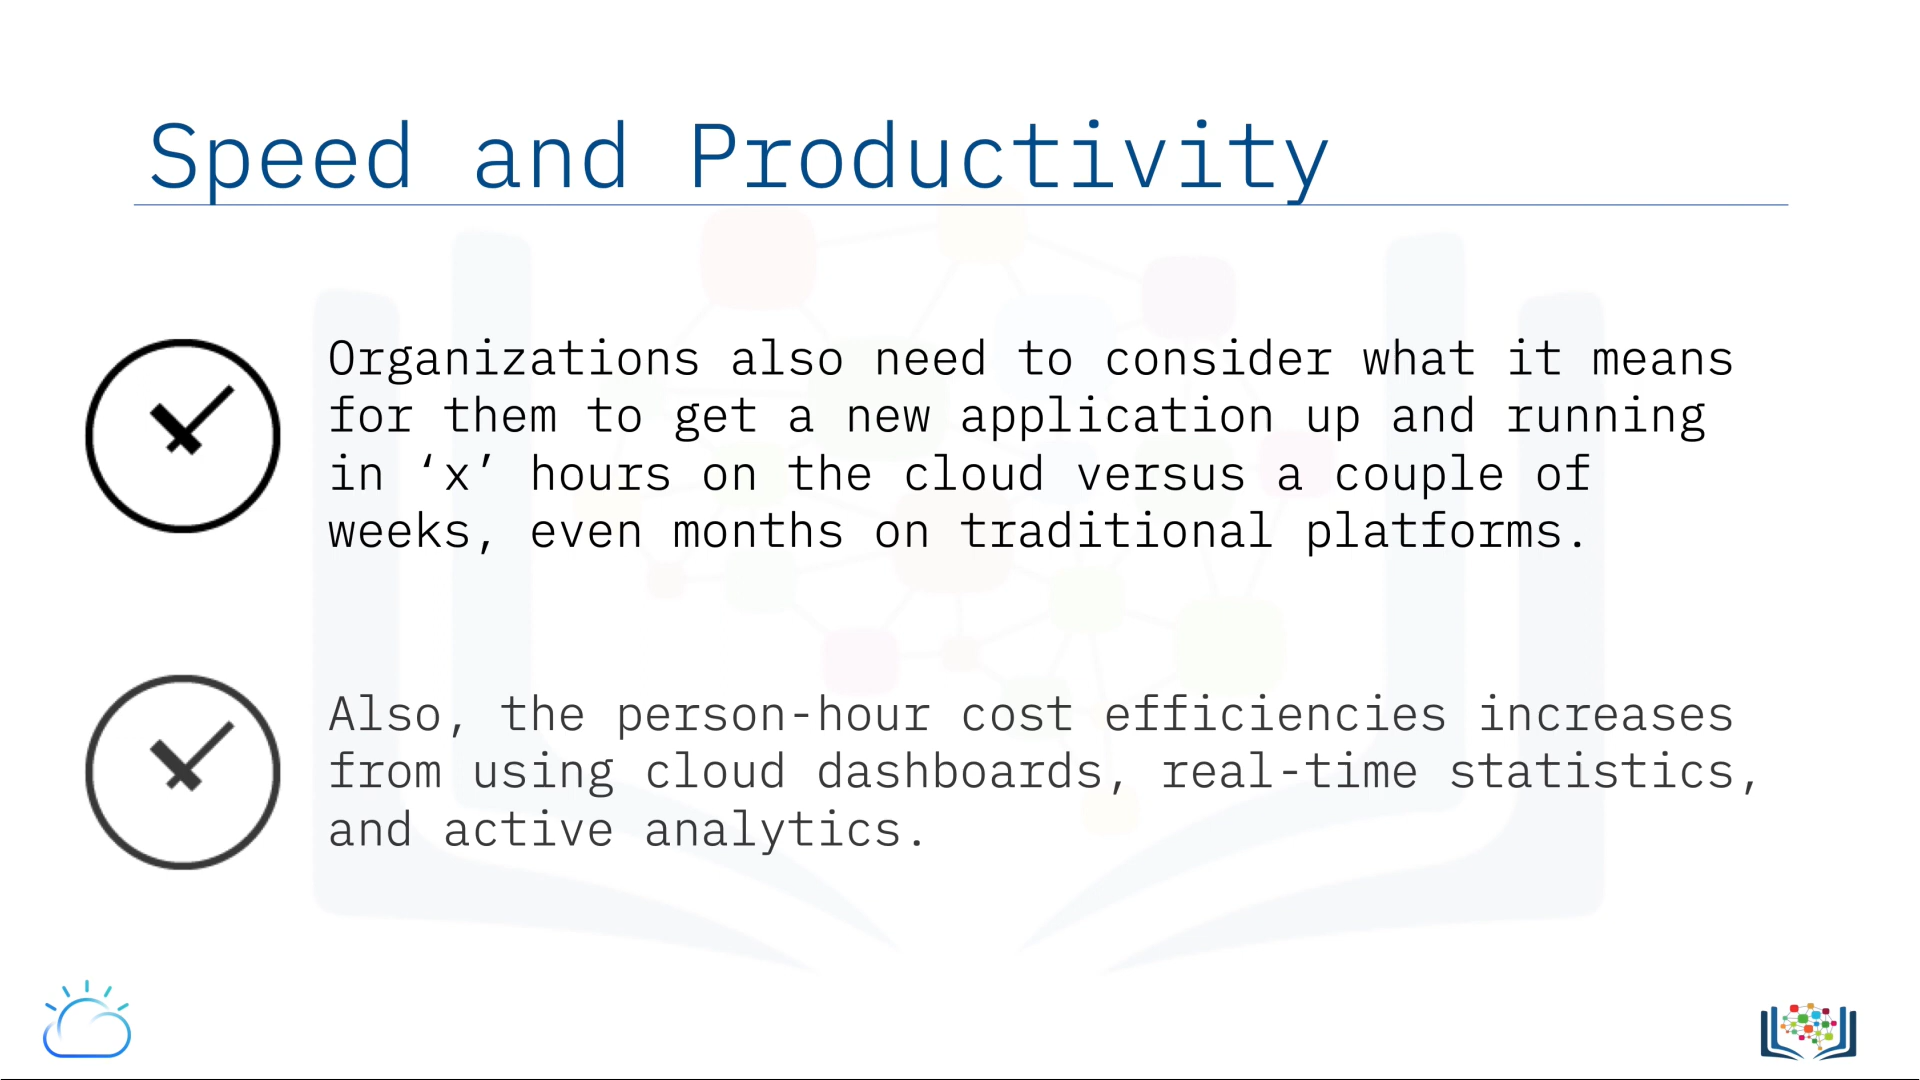 Speed and Productivity
Organizations also need to consider what it means
for them to get a new application up and running
in ‘x’ hours on the cloud versus a couple of
weeks, even months on traditional platforms.
Also, the person-hour cost efficiencies increases
from using cloud dashboards, real-time statistics,
and active analytics.